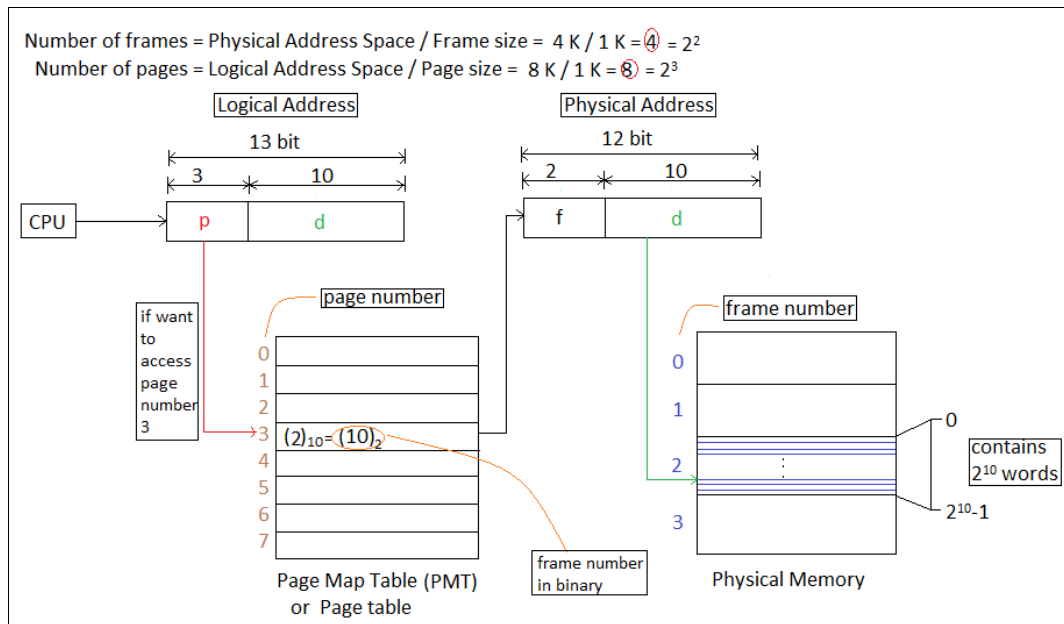 Number of frames = Physical Address Space / Frame size = 4 K / 1 K = 4 = 2²
Number of pages = Logical Address Space / Page size = 8 K / 1 K = 8 = 2³
Logical Address
Physical Address
13 bit
12 bit
3 10
2 10
CPU
p d
f d
if want
to
access
page
number
3
page number
0
1
2
3 (2)₁₀= (10)₂
4
5
6
7
Page Map Table (PMT)
or Page table
frame number
in binary
frame number
0
1
2
3
⋮
0
contains
2¹⁰ words
2¹⁰-1
Physical Memory